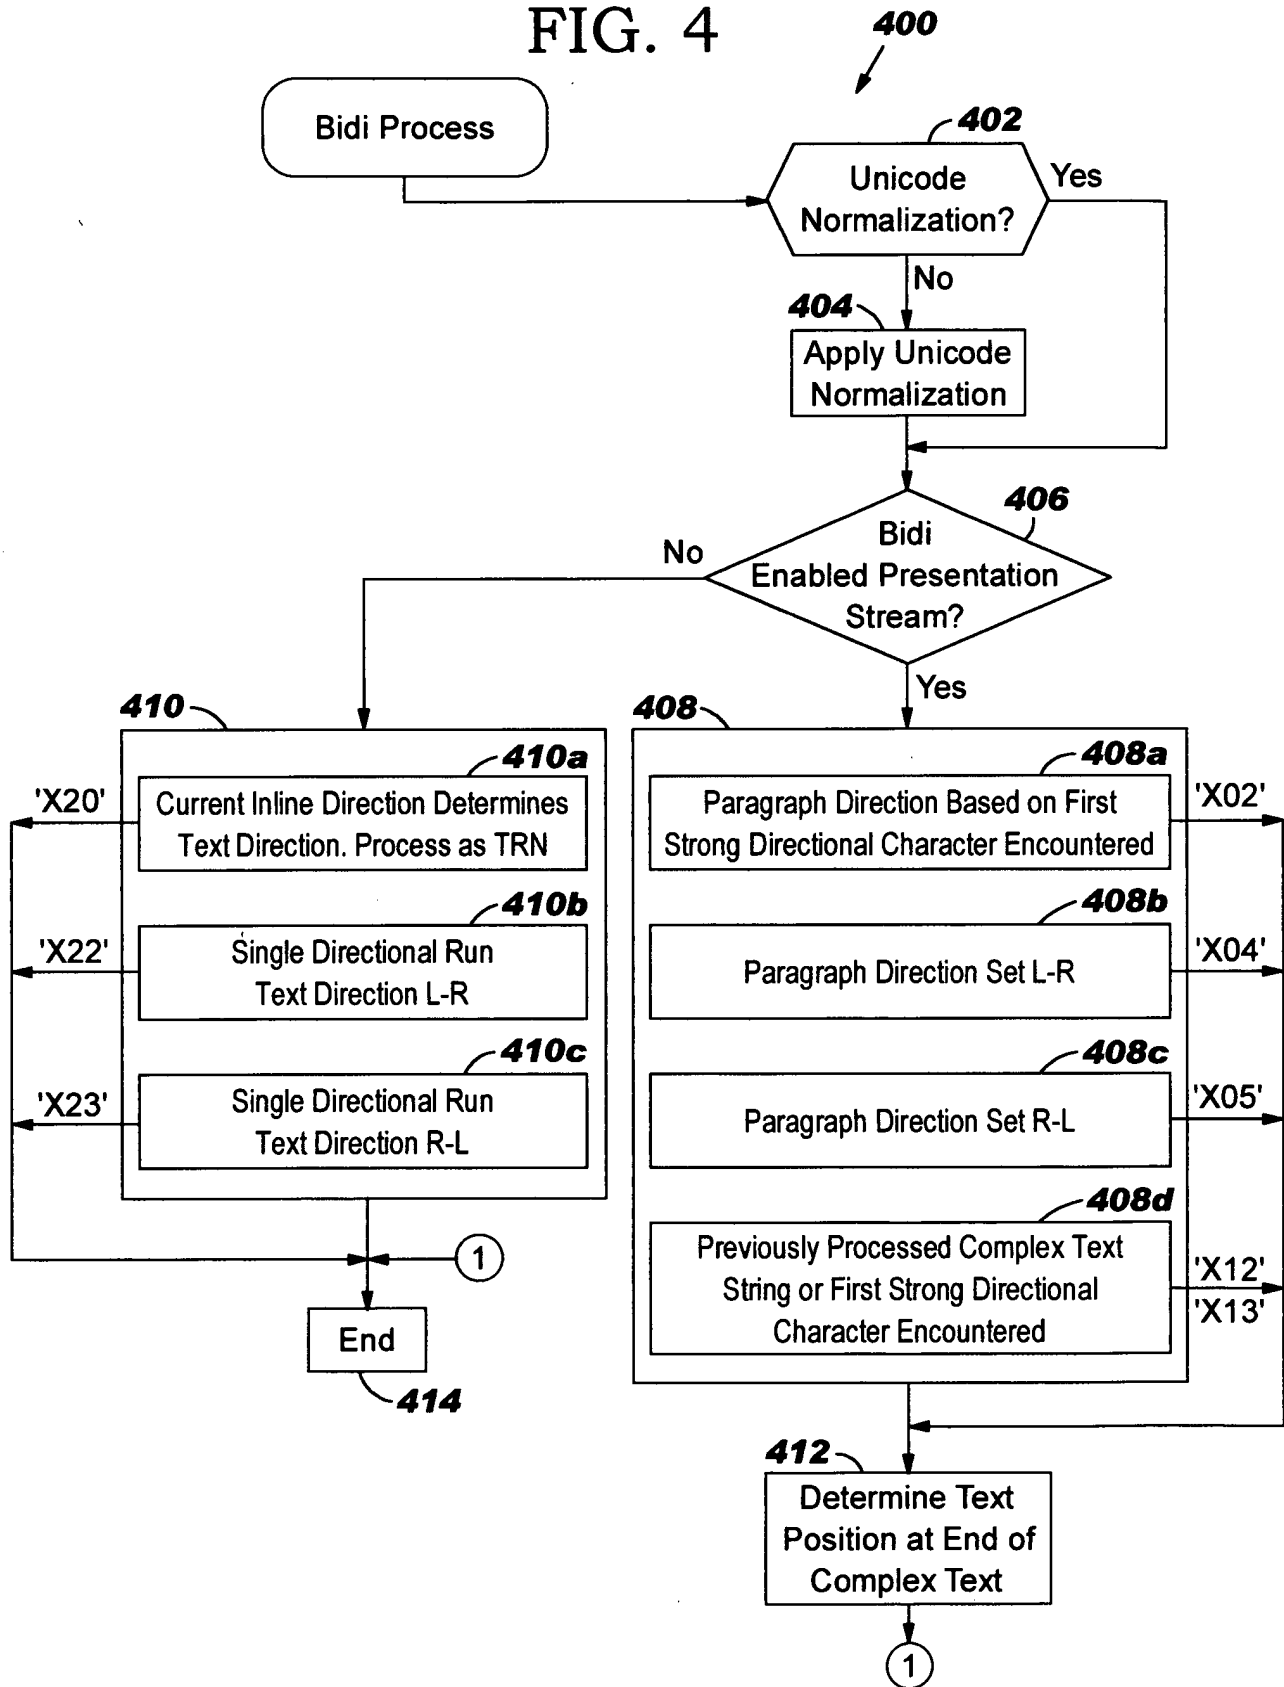 FIG. 4
400
Bidi Process
402
Unicode
Normalization?
Yes
No
404
Apply Unicode
Normalization
406
Bidi
Enabled Presentation
Stream?
No
Yes
410
410a
'X20'
Current Inline Direction Determines
Text Direction. Process as TRN
410b
'X22'
Single Directional Run
Text Direction L-R
410c
'X23'
Single Directional Run
Text Direction R-L
1
End
414
408
408a
Paragraph Direction Based on First
Strong Directional Character Encountered
'X02'
408b
Paragraph Direction Set L-R
'X04'
408c
Paragraph Direction Set R-L
'X05'
408d
Previously Processed Complex Text
String or First Strong Directional
Character Encountered
'X12'
'X13'
412
Determine Text
Position at End of
Complex Text
1